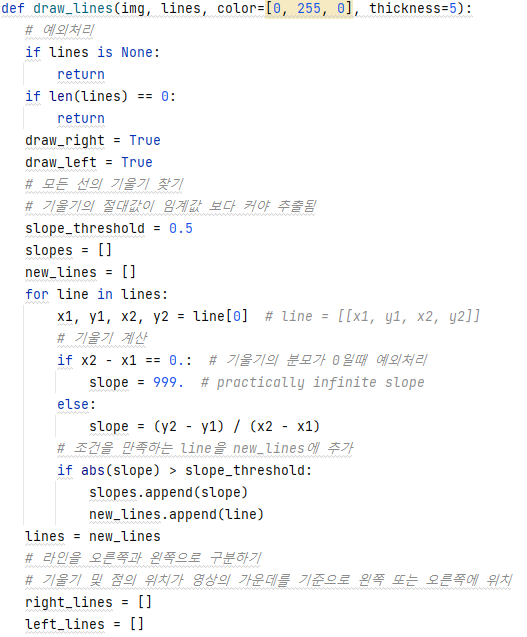 def draw_lines(img, lines, color=[0, 255, 0], thickness=5):
    # 예외처리
    if lines is None:
        return
    if len(lines) == 0:
        return
    draw_right = True
    draw_left = True
    # 모든 선의 기울기 찾기
    # 기울기의 절대값이 임계값 보다 커야 추출됨
    slope_threshold = 0.5
    slopes = []
    new_lines = []
    for line in lines:
        x1, y1, x2, y2 = line[0]  # line = [[x1, y1, x2, y2]]
        # 기울기 계산
        if x2 - x1 == 0.:  # 기울기의 분모가 0일때 예외처리
            slope = 999.  # practically infinite slope
        else:
            slope = (y2 - y1) / (x2 - x1)
        # 조건을 만족하는 line을 new_lines에 추가
        if abs(slope) > slope_threshold:
            slopes.append(slope)
            new_lines.append(line)
    lines = new_lines
    # 라인을 오른쪽과 왼쪽으로 구분하기
    # 기울기 및 점의 위치가 영상의 가운데를 기준으로 왼쪽 또는 오른쪽에 위치
    right_lines = []
    left_lines = []